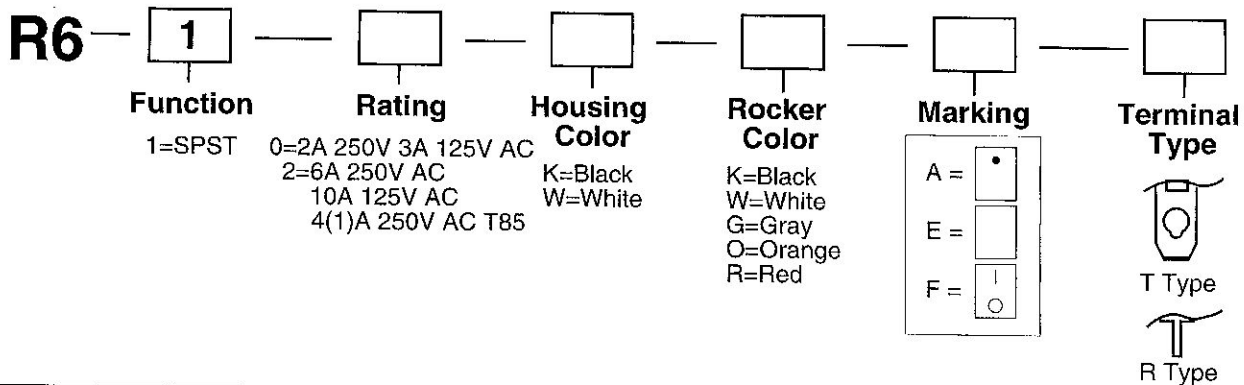 R6 — 1
Function
1=SPST
Rating
0=2A 250V 3A 125V AC
2=6A 250V AC
10A 125V AC
4(1)A 250V AC T85
Housing
Color
K=Black
W=White
Rocker
Color
K=Black
W=White
G=Gray
O=Orange
R=Red
Marking
A =
E =
F = I O
Terminal
Type
T Type
R Type